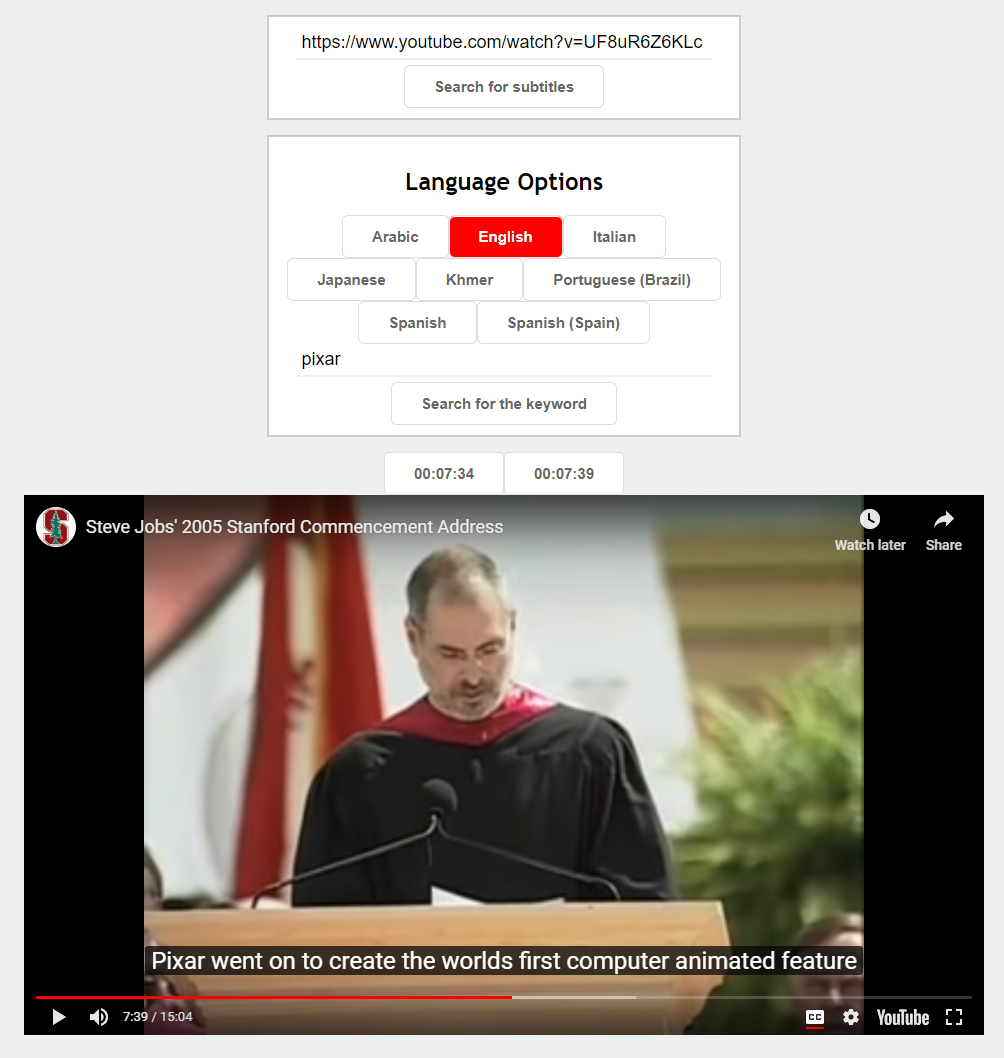 https://www.youtube.com/watch?v=UF8uR6Z6KLc
Search for subtitles
Language Options
Arabic English Italian
Japanese Khmer Portuguese (Brazil)
Spanish Spanish (Spain)
pixar
Search for the keyword
00:07:34 00:07:39
S Steve Jobs' 2005 Stanford Commencement Address
Watch later Share
Pixar went on to create the worlds first computer animated feature
7:39 / 15:04 CC YouTube